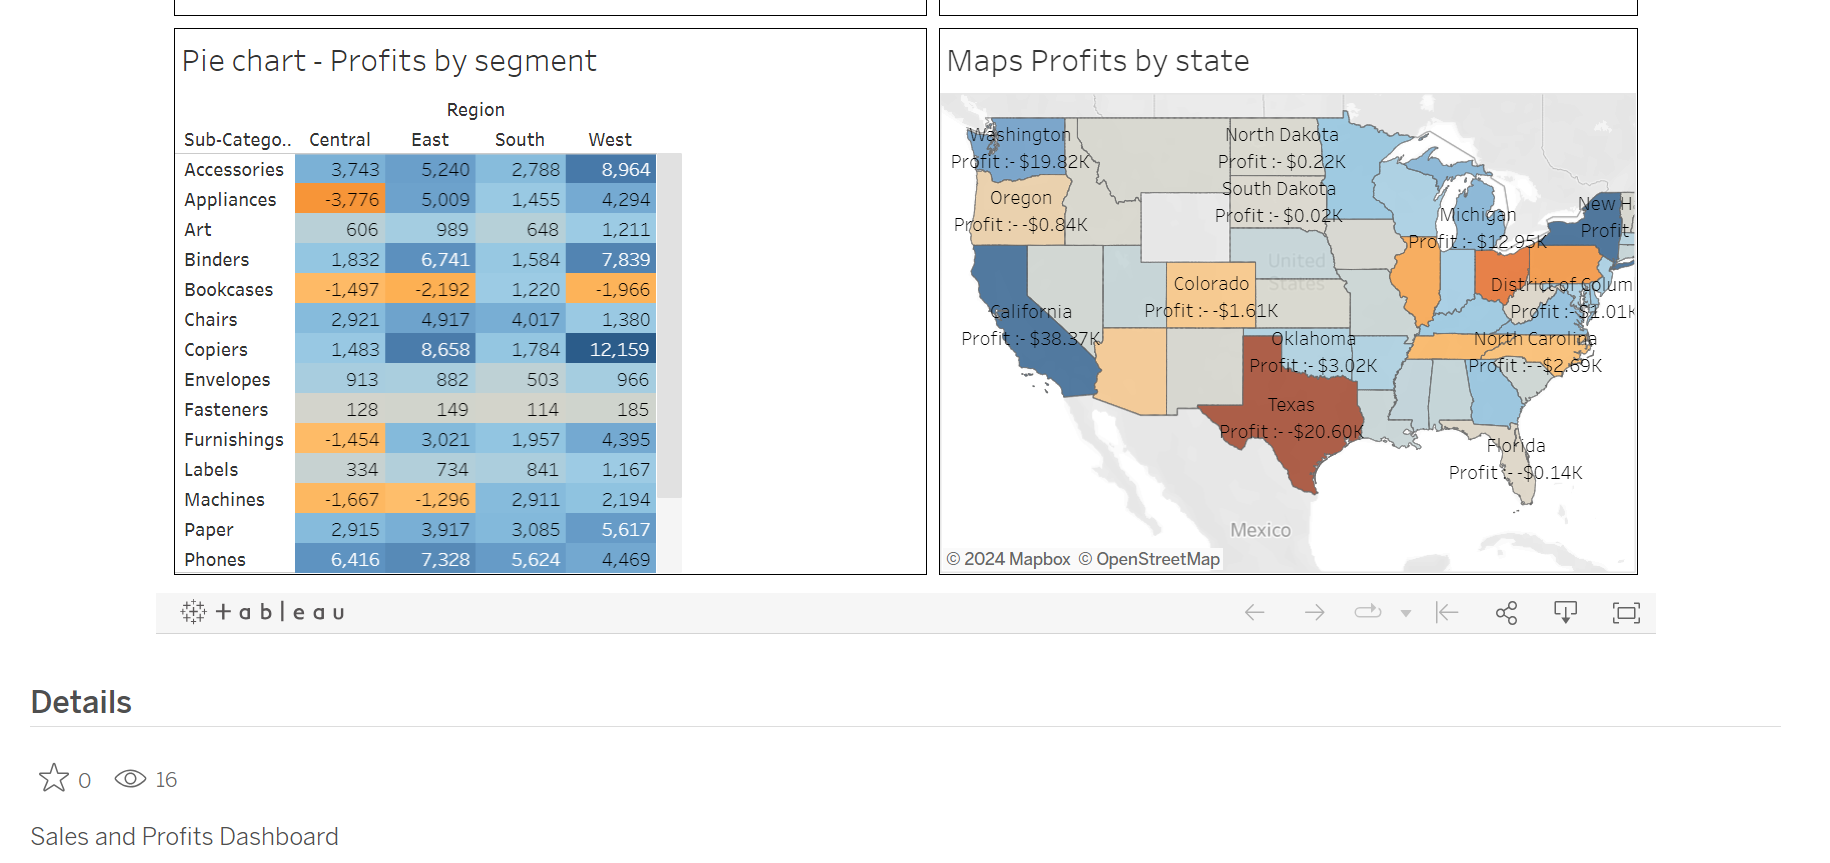 Pie chart - Profits by segment
Region
Sub-Catego.. Central East South West
Accessories 3,743 5,240 2,788 8,964
Appliances -3,776 5,009 1,455 4,294
Art 606 989 648 1,211
Binders 1,832 6,741 1,584 7,839
Bookcases -1,497 -2,192 1,220 -1,966
Chairs 2,921 4,917 4,017 1,380
Copiers 1,483 8,658 1,784 12,159
Envelopes 913 882 503 966
Fasteners 128 149 114 185
Furnishings -1,454 3,021 1,957 4,395
Labels 334 734 841 1,167
Machines -1,667 -1,296 2,911 2,194
Paper 2,915 3,917 3,085 5,617
Phones 6,416 7,328 5,624 4,469
Maps Profits by state
Washington
Profit :- $19.82K
North Dakota
Profit :- $0.22K
South Dakota
Profit :- $0.02K
Oregon
Profit :- -$0.84K
Michigan
Profit :- $12.95K
New H
Profit
United
States
Colorado
Profit :- -$1.61K
District of Colum
Profit :- $1.01K
California
Profit :- $38.37K
Oklahoma
Profit :- $3.02K
North Carolina
Profit :- -$2.69K
Texas
Profit :- -$20.60K
Florida
Profit :- -$0.14K
Mexico
© 2024 Mapbox © OpenStreetMap
+ a b l e a u
Details
0 16
Sales and Profits Dashboard